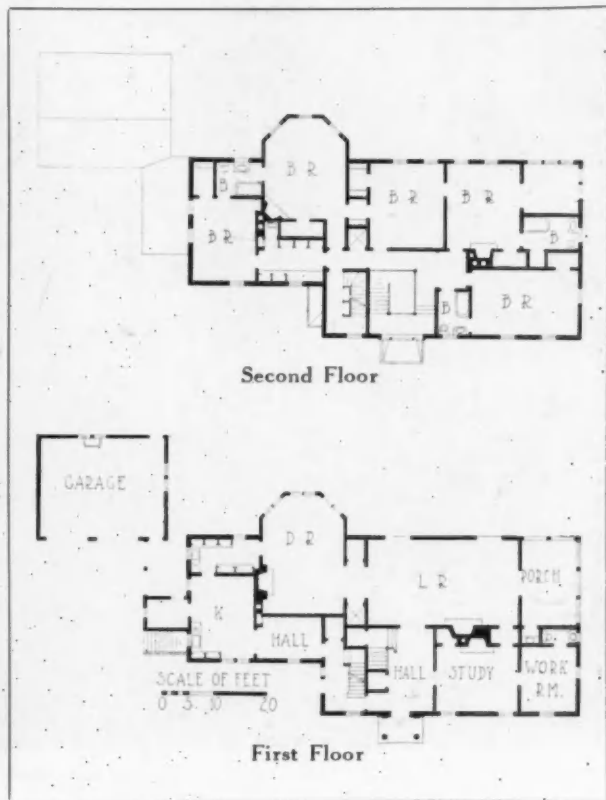 B
B R
B R
B R
B R
B
B
B R
Second Floor
GARAGE
D R
L R
PORCH
K
HALL
HALL
STUDY
WORK
RM.
SCALE OF FEET
0 5 10 20
First Floor